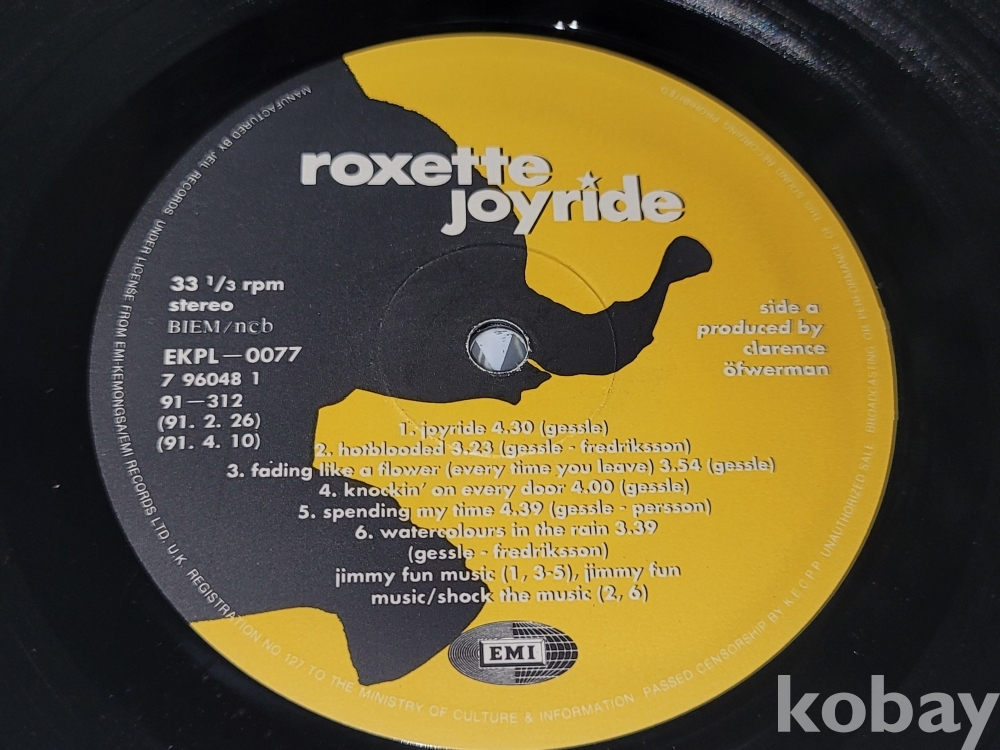 roxette
joyride
33 1/3 rpm
stereo
BIEM/ncb
EKPL—0077
7 96048 1
91—312
(91. 2. 26)
(91. 4. 10)
side a
produced by
clarence
öfwerman
1. joyride 4.30 (gessle)
2. hotblooded 3.23 (gessle - fredriksson)
3. fading like a flower (every time you leave) 3.54 (gessle)
4. knockin' on every door 4.00 (gessle)
5. spending my time 4.39 (gessle - persson)
6. watercolours in the rain 3.39
(gessle - fredriksson)
jimmy fun music (1, 3-5), jimmy fun
music/shock the music (2, 6)
EMI
MANUFACTURED BY JEIL RECORDS UNDER LICENSE FROM EMI-KEMONGSA/EMI RECORDS LTD. U.K. REGISTRATION NO 127 TO THE MINISTRY OF CULTURE & INFORMATION. PASSED CENSORSHIP BY K.E.C.P.P. UNAUTHORIZED SALE BROADCASTING OR PERFORMANCE OF THIS SOUND RECORDING PROHIBITED
kobay